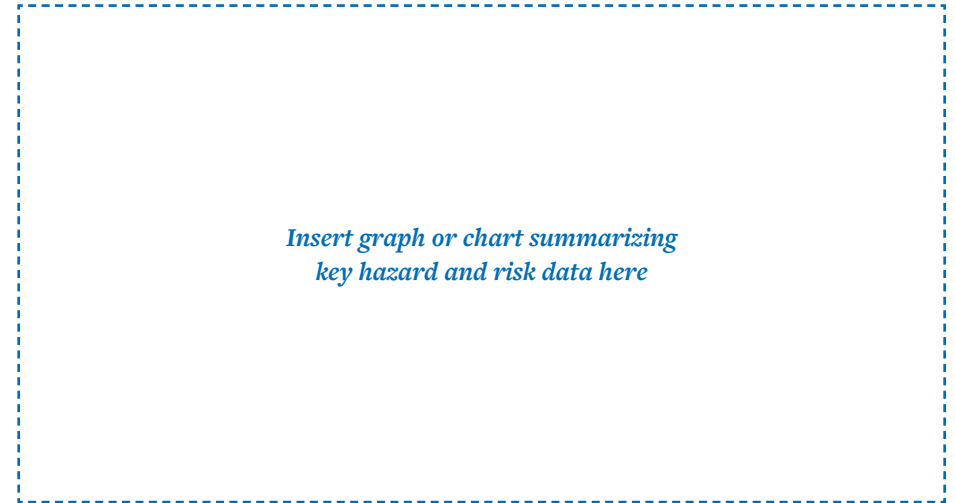 Insert graph or chart summarizing
key hazard and risk data here